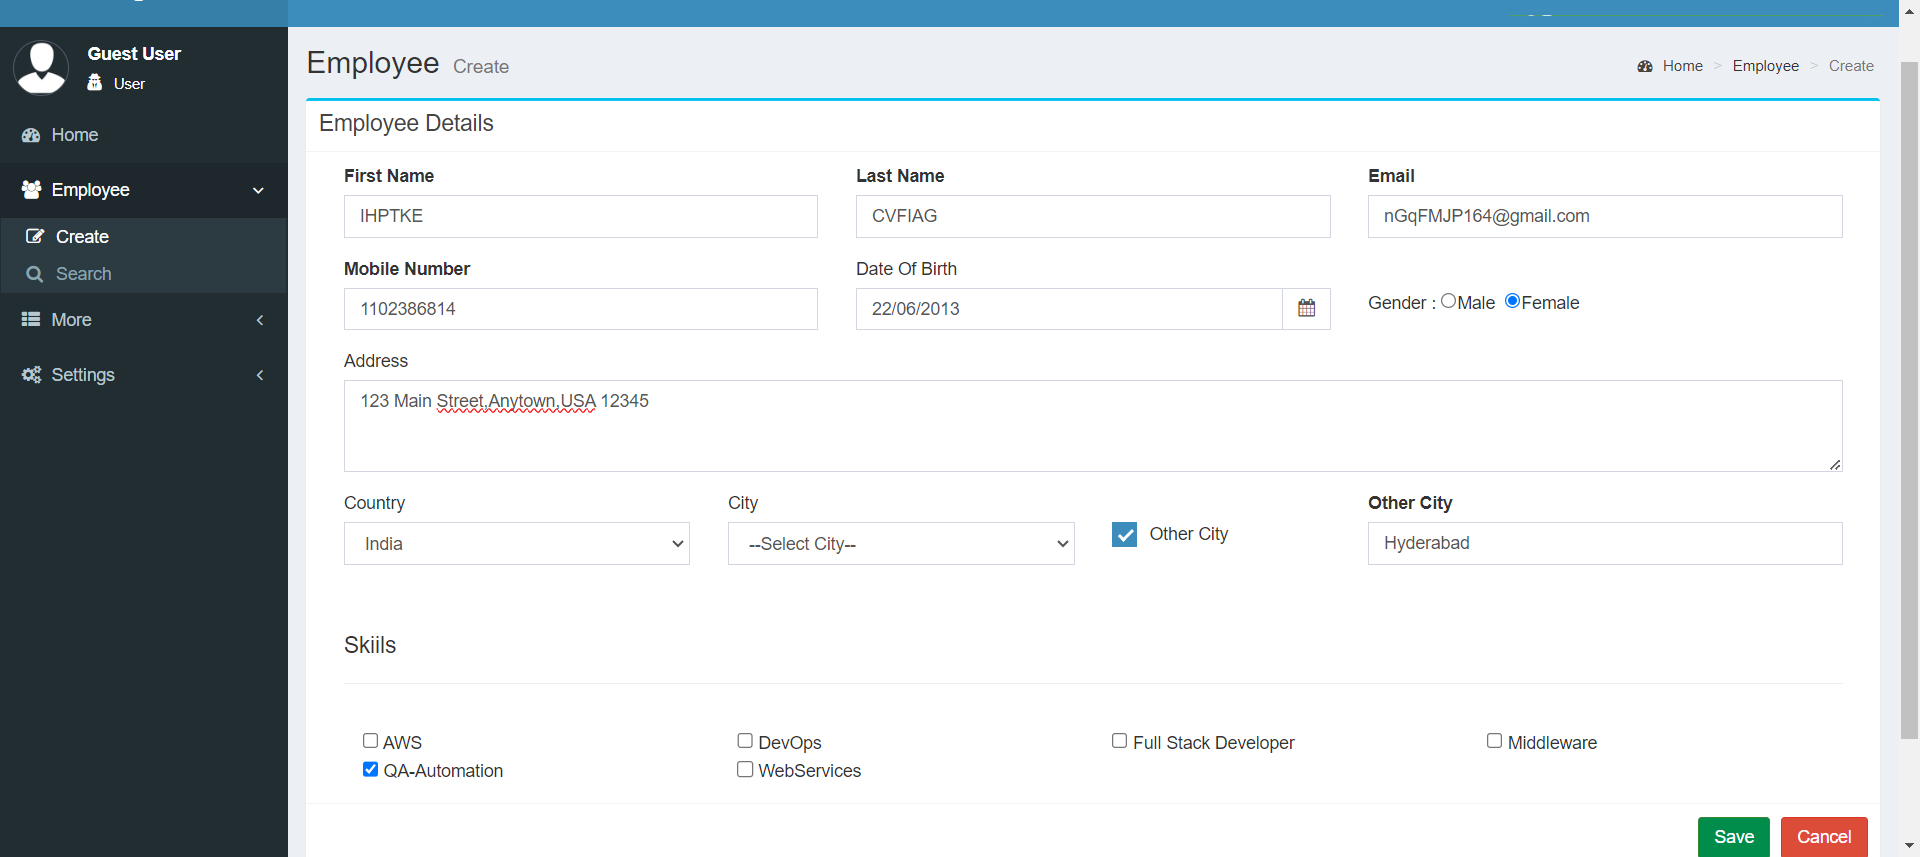 Guest User
User
Home
Employee
Create
Search
More
Settings
Employee Create
Home > Employee > Create
Employee Details
First Name Last Name Email
IHPTKE CVFIAG nGqFMJP164@gmail.com
Mobile Number Date Of Birth
1102386814 22/06/2013 Gender : Male Female
Address
123 Main Street,Anytown,USA 12345
Country City Other City
India --Select City-- Other City Hyderabad
Skiils
AWS DevOps Full Stack Developer Middleware
QA-Automation WebServices
Save Cancel